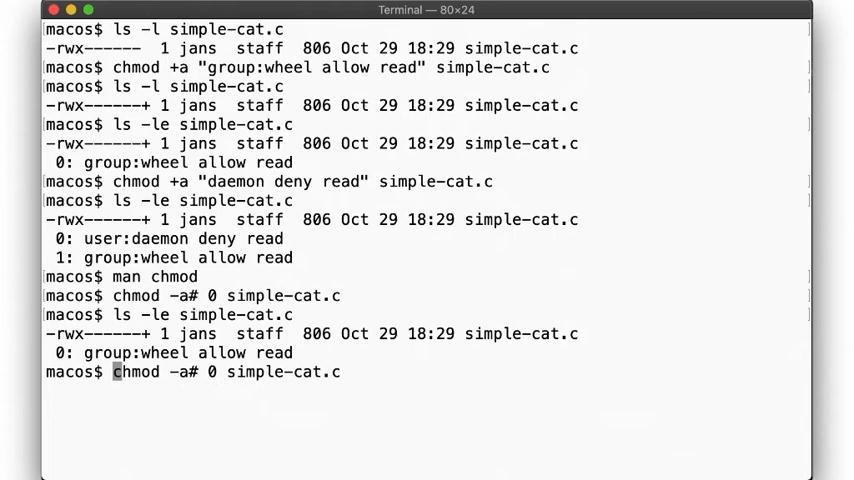 Terminal — 80×24
macos$ ls -l simple-cat.c
-rwx------  1 jans  staff  806 Oct 29 18:29 simple-cat.c
macos$ chmod +a "group:wheel allow read" simple-cat.c
macos$ ls -l simple-cat.c
-rwx------+ 1 jans  staff  806 Oct 29 18:29 simple-cat.c
macos$ ls -le simple-cat.c
-rwx------+ 1 jans  staff  806 Oct 29 18:29 simple-cat.c
 0: group:wheel allow read
macos$ chmod +a "daemon deny read" simple-cat.c
macos$ ls -le simple-cat.c
-rwx------+ 1 jans  staff  806 Oct 29 18:29 simple-cat.c
 0: user:daemon deny read
 1: group:wheel allow read
macos$ man chmod
macos$ chmod -a# 0 simple-cat.c
macos$ ls -le simple-cat.c
-rwx------+ 1 jans  staff  806 Oct 29 18:29 simple-cat.c
 0: group:wheel allow read
macos$ chmod -a# 0 simple-cat.c